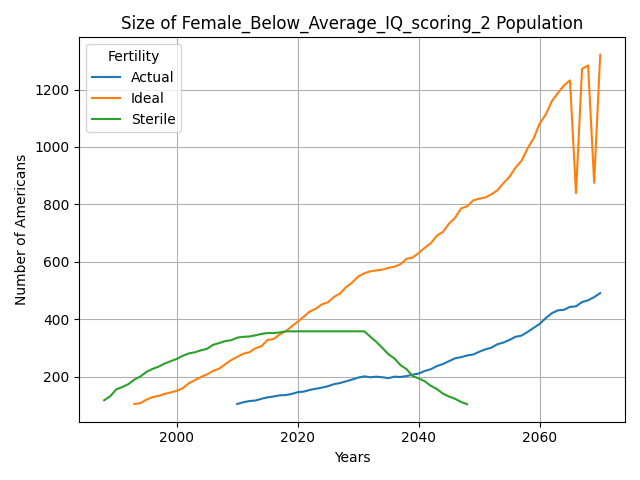 Size of Female_Below_Average_IQ_scoring_2 Population
Fertility
Actual
Ideal
Sterile
Number of Americans
1200
1000
800
600
400
200
2000
2020
2040
2060
Years